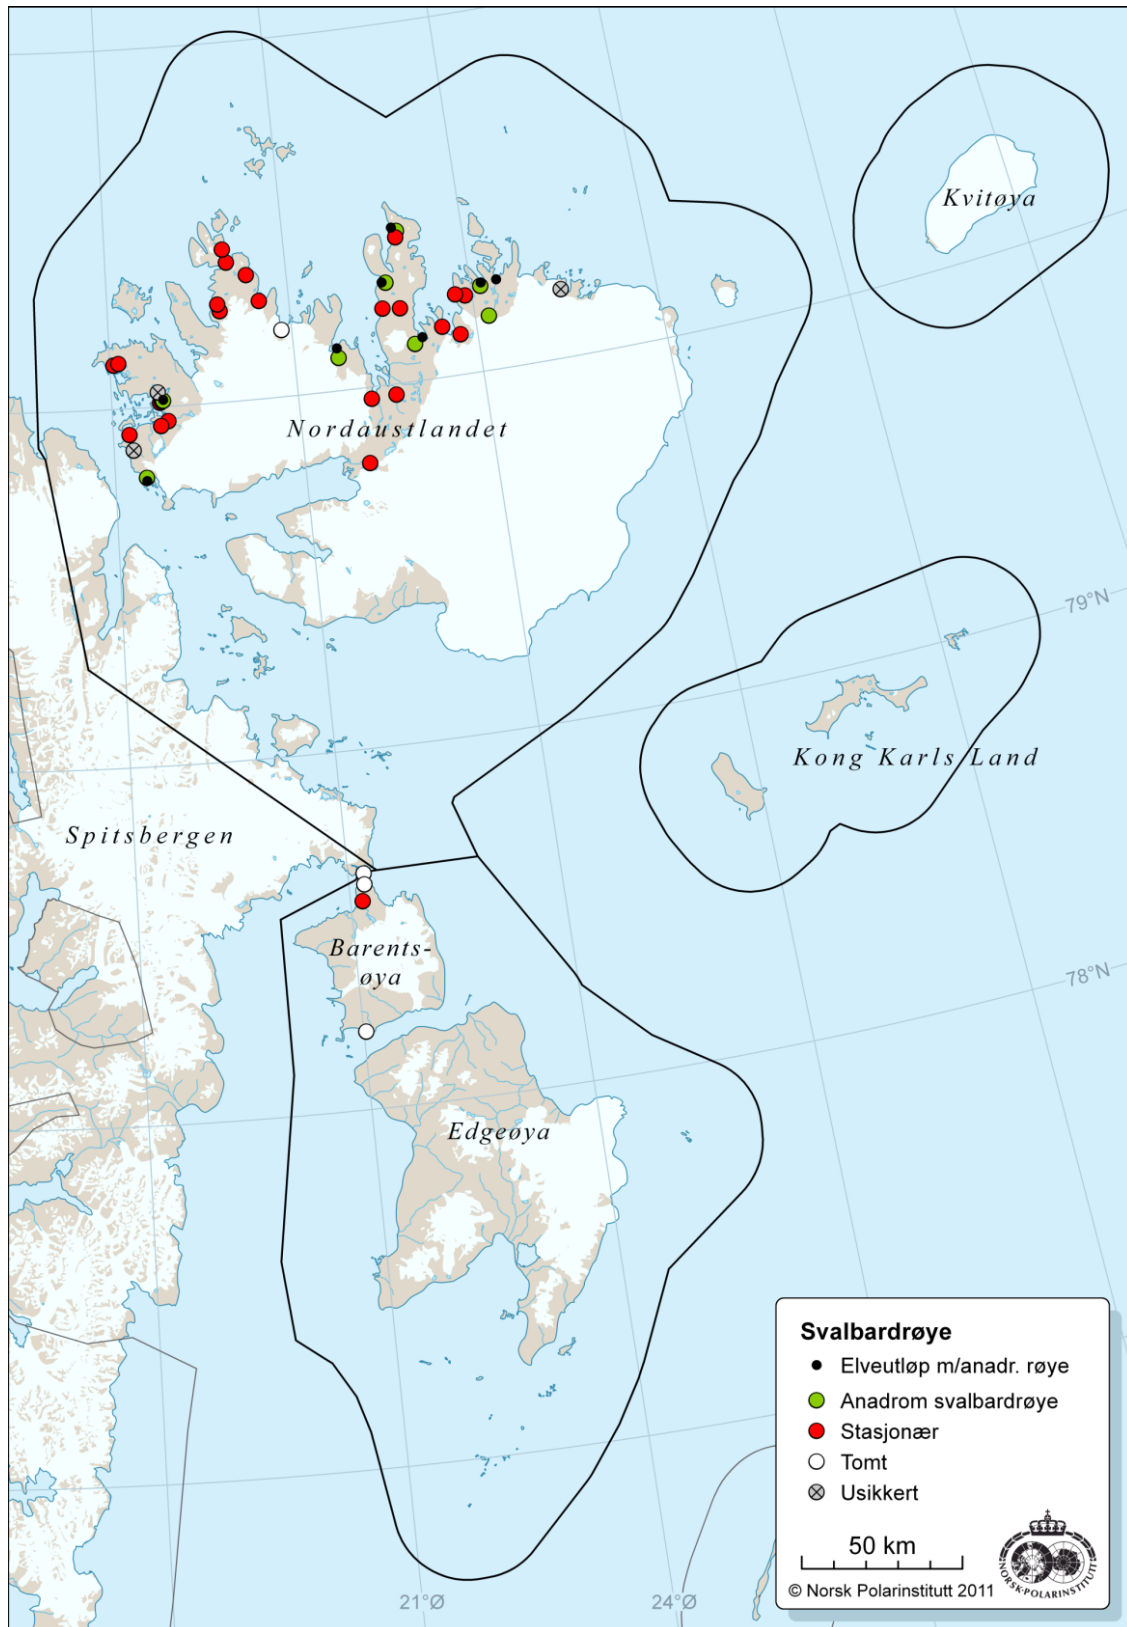 Kvitøya
Nordaustlandet
79°N
Kong Karls Land
Spitsbergen
Barents-
øya
78°N
Edgeøya
Svalbardrøye
Elveutløp m/anadr. røye
Anadrom svalbardrøye
Stasjonær
Tomt
Usikkert
50 km
NORSK-POLARINSTITUTT
© Norsk Polarinstitutt 2011
21°Ø
24°Ø